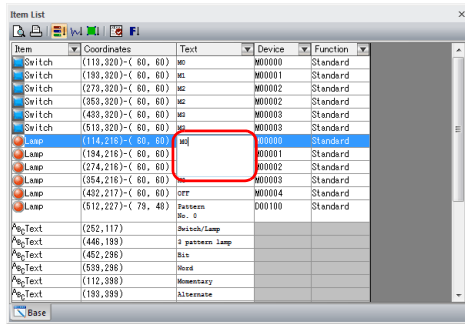 Item List
Item Coordinates Text Device Function
Switch (113,320)-( 60, 60) M0 M00000 Standard
Switch (193,320)-( 60, 60) M1 M00001 Standard
Switch (273,320)-( 60, 60) M2 M00002 Standard
Switch (353,320)-( 60, 60) M2 M00002 Standard
Switch (433,320)-( 60, 60) M3 M00003 Standard
Switch (513,320)-( 60, 60) M3 M00003 Standard
Lamp (114,216)-( 60, 60) M0 M00000 Standard
Lamp (194,216)-( 60, 60) M00001 Standard
Lamp (274,216)-( 60, 60) M00002 Standard
Lamp (354,216)-( 60, 60) M00003 Standard
Lamp (432,217)-( 60, 60) OFF M00004 Standard
Lamp (512,227)-( 79, 48) Pattern D00100 Standard
No. 0
Text (252,117) Switch/Lamp
Text (446,199) 2 pattern lamp
Text (452,296) Bit
Text (539,296) Word
Text (112,398) Momentary
Text (193,399) Alternate
Base